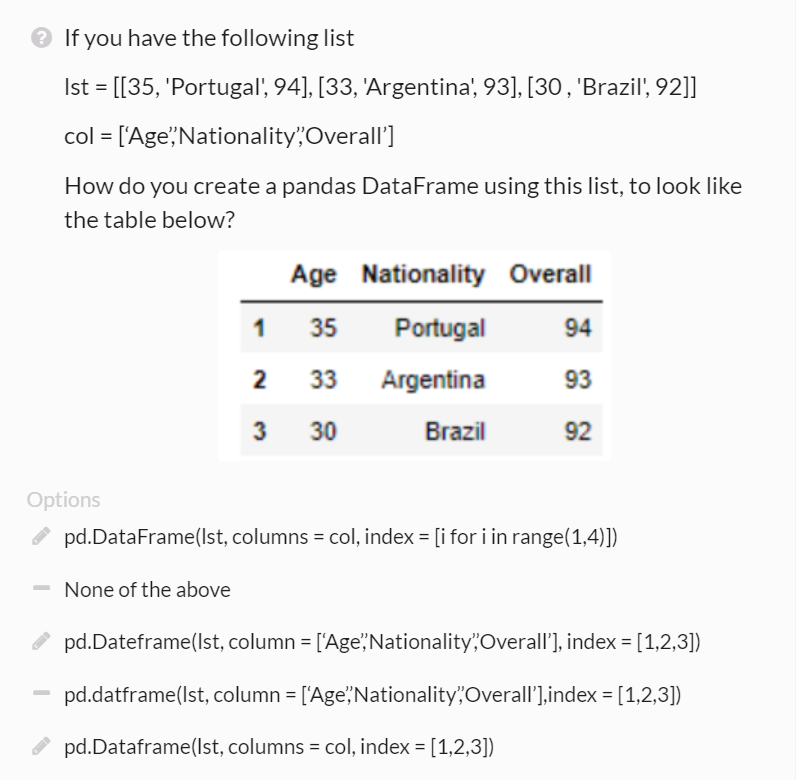 If you have the following list
lst = [[35, 'Portugal', 94], [33, 'Argentina', 93], [30 , 'Brazil', 92]]
col = [‘Age’,’Nationality’,’Overall’]
How do you create a pandas DataFrame using this list, to look like
the table below?
Age Nationality Overall
1 35 Portugal 94
2 33 Argentina 93
3 30 Brazil 92
Options
pd.DataFrame(lst, columns = col, index = [i for i in range(1,4)])
None of the above
pd.Dateframe(lst, column = [‘Age’,’Nationality’,’Overall’], index = [1,2,3])
pd.datframe(lst, column = [‘Age’,’Nationality’,’Overall’],index = [1,2,3])
pd.Dataframe(lst, columns = col, index = [1,2,3])